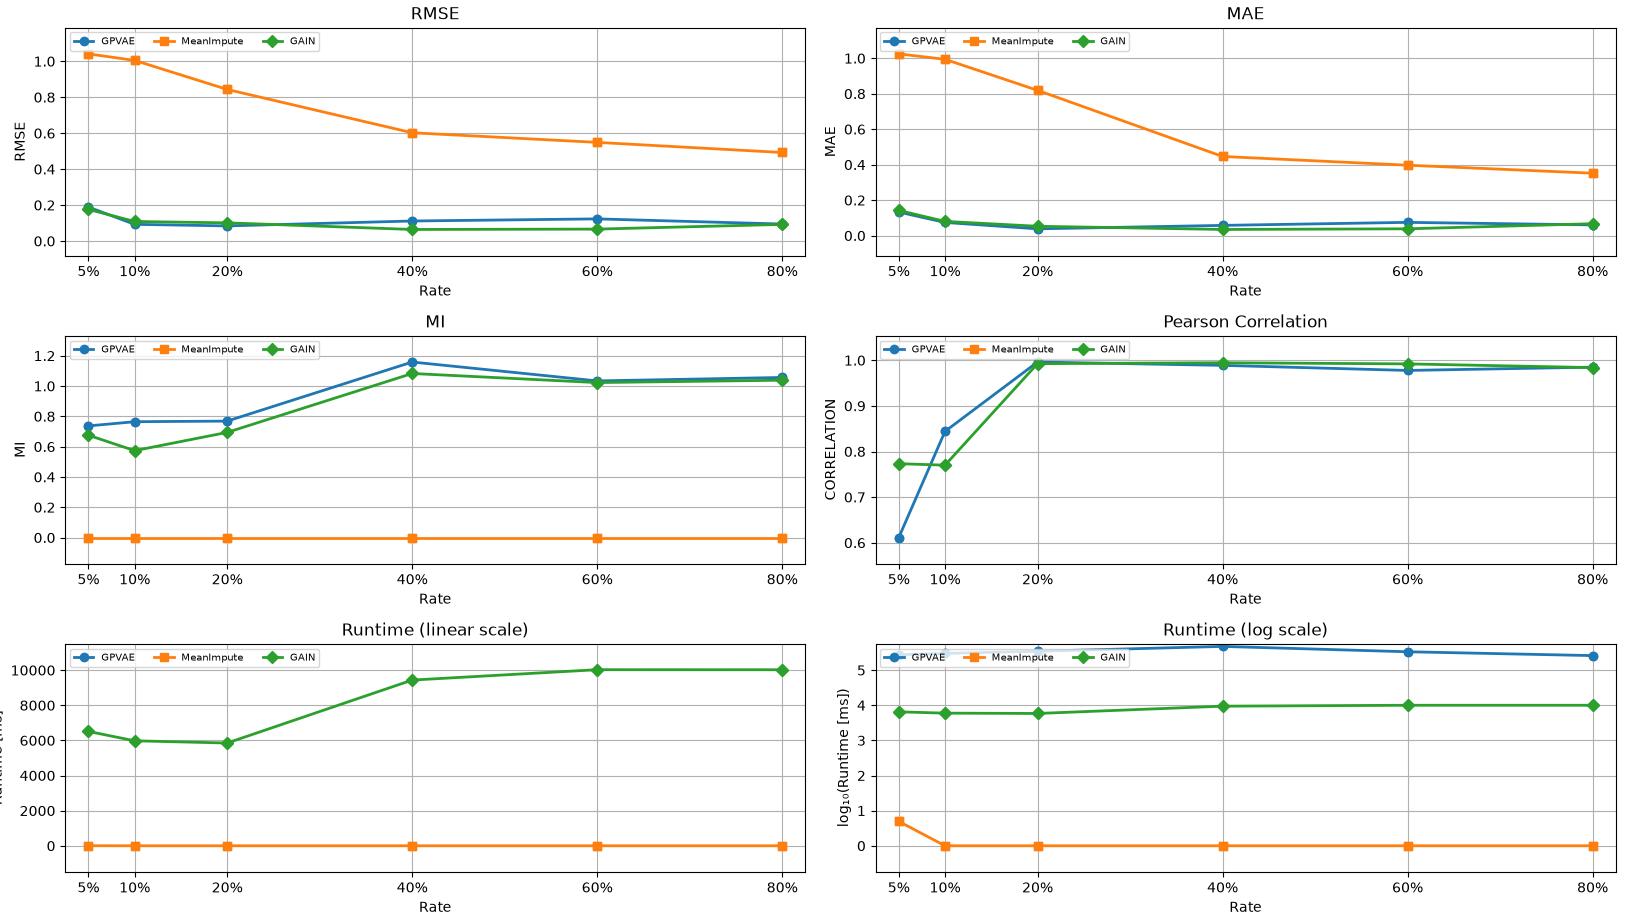 RMSE
GPVAE MeanImpute GAIN
RMSE
1.0
0.8
0.6
0.4
0.2
0.0
5% 10% 20% 40% 60% 80%
Rate
MAE
GPVAE MeanImpute GAIN
MAE
1.0
0.8
0.6
0.4
0.2
0.0
5% 10% 20% 40% 60% 80%
Rate
MI
GPVAE MeanImpute GAIN
MI
1.2
1.0
0.8
0.6
0.4
0.2
0.0
5% 10% 20% 40% 60% 80%
Rate
Pearson Correlation
GPVAE MeanImpute GAIN
CORRELATION
1.0
0.9
0.8
0.7
0.6
5% 10% 20% 40% 60% 80%
Rate
Runtime (linear scale)
GPVAE MeanImpute GAIN
10000
8000
6000
4000
2000
0
5% 10% 20% 40% 60% 80%
Rate
Runtime (log scale)
GPVAE MeanImpute GAIN
log₁₀(Runtime [ms])
5
4
3
2
1
0
5% 10% 20% 40% 60% 80%
Rate